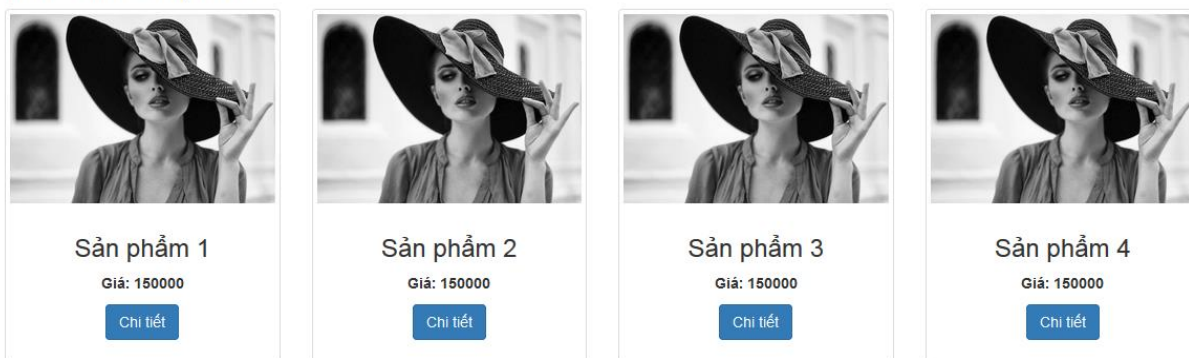 Sản phẩm 1
Giá: 150000
Chi tiết
Sản phẩm 2
Giá: 150000
Chi tiết
Sản phẩm 3
Giá: 150000
Chi tiết
Sản phẩm 4
Giá: 150000
Chi tiết